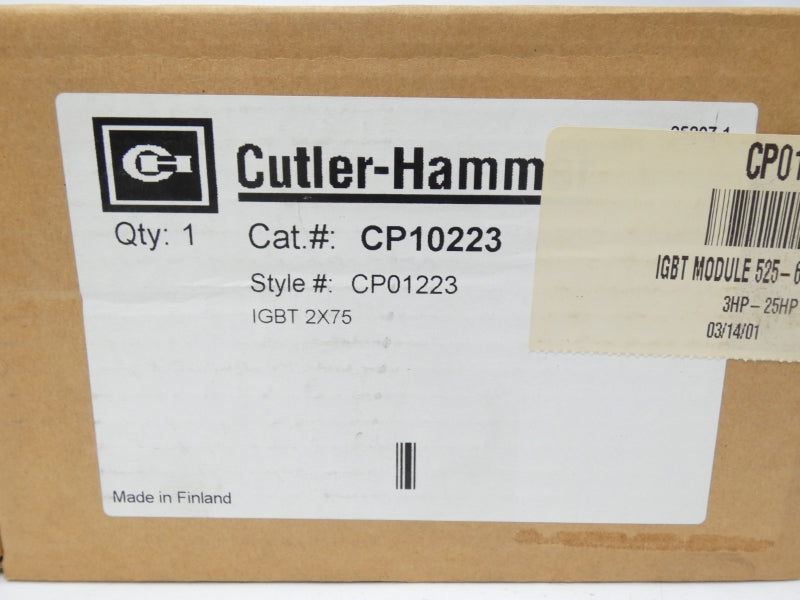 Cutler-Hamm
Qty: 1 Cat.#: CP10223
Style #: CP01223
IGBT 2X75
Made in Finland
CP01
IGBT MODULE 525-6
3HP-25HP
03/14/01